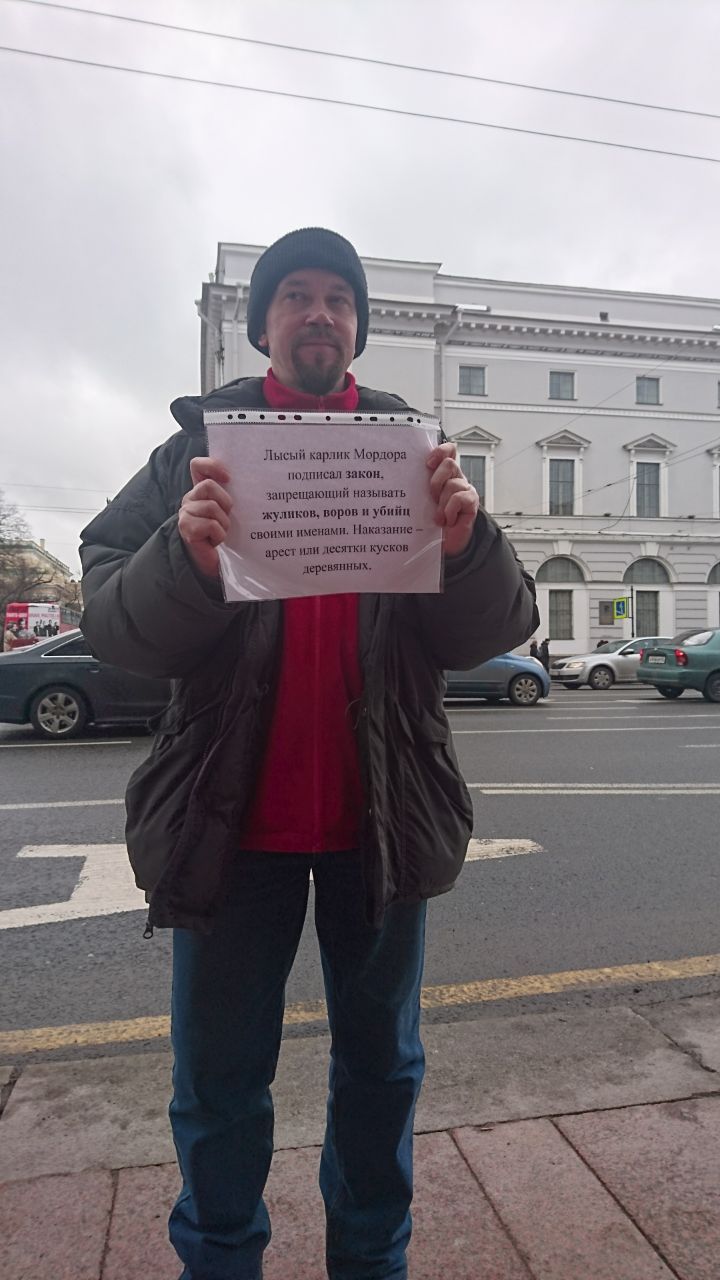 Лысый карлик Мордора
подписал закон,
запрещающий называть
жуликов, воров и убийц
своими именами. Наказание –
арест или десятки кусков
деревянных.